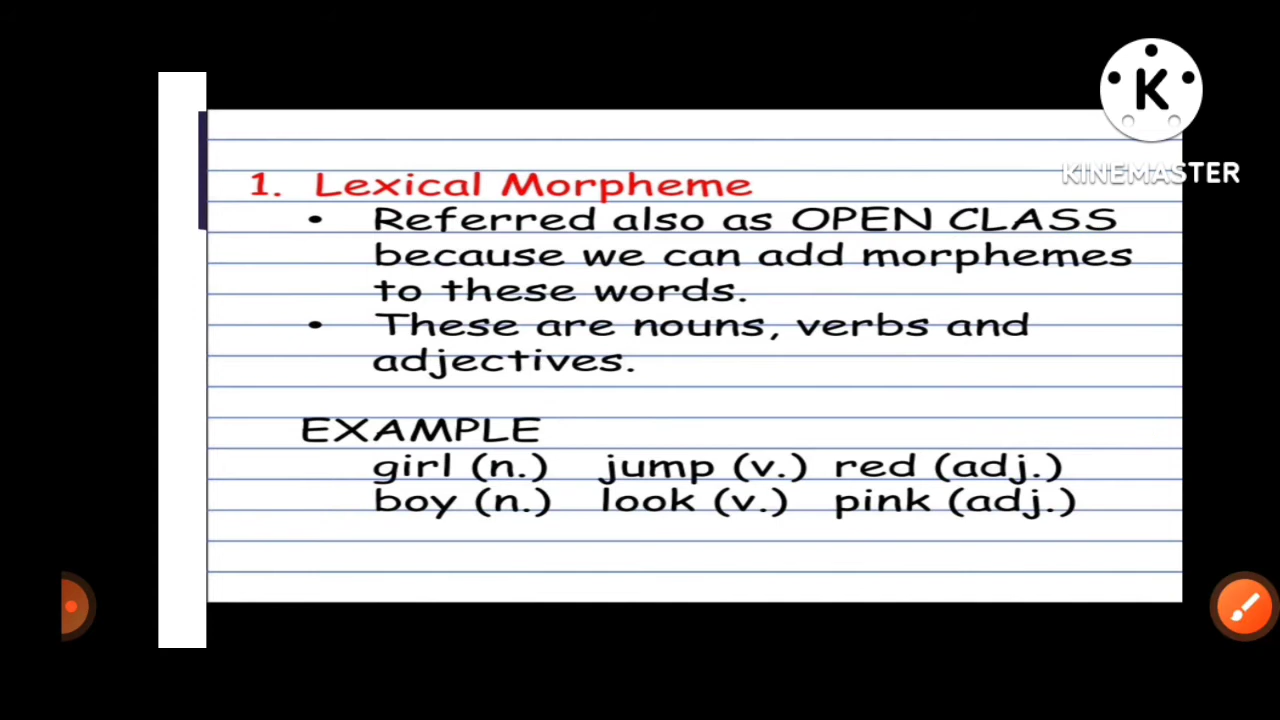 K
KINEMASTER
1. Lexical Morpheme
• Referred also as OPEN CLASS
because we can add morphemes
to these words.
• These are nouns, verbs and
adjectives.
EXAMPLE
girl (n.) jump (v.) red (adj.)
boy (n.) look (v.) pink (adj.)